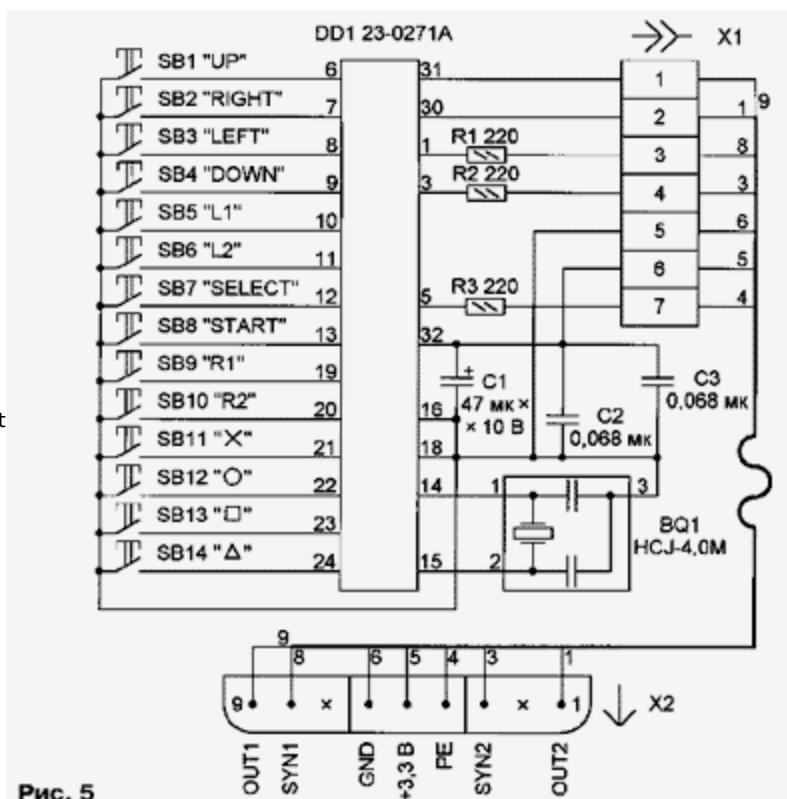 DD1 23-0271A
X1
SB1 "UP" 6 31 1 9
SB2 "RIGHT" 7 30 2 1
SB3 "LEFT" 8 1 R1 220 3 8
SB4 "DOWN" 9 3 R2 220 4 3
SB5 "L1" 10 5 6
SB6 "L2" 11 6 5
SB7 "SELECT" 12 5 R3 220 7 4
SB8 "START" 13 32
SB9 "R1" 19
SB10 "R2" 20 16
SB11 "X" 21 18
SB12 "O" 22 14
SB13 "□" 23
SB14 "Δ" 24 15
+ C1
47 мк ×
× 10 В
C2
0,068 мк
C3
0,068 мк
1 3
2
BQ1
HCJ-4,0M
9
8 6 5 4 3 1
9 × × 1 X2
OUT1
SYN1
GND
+3,3 В
PE
SYN2
OUT2
Рис. 5
t